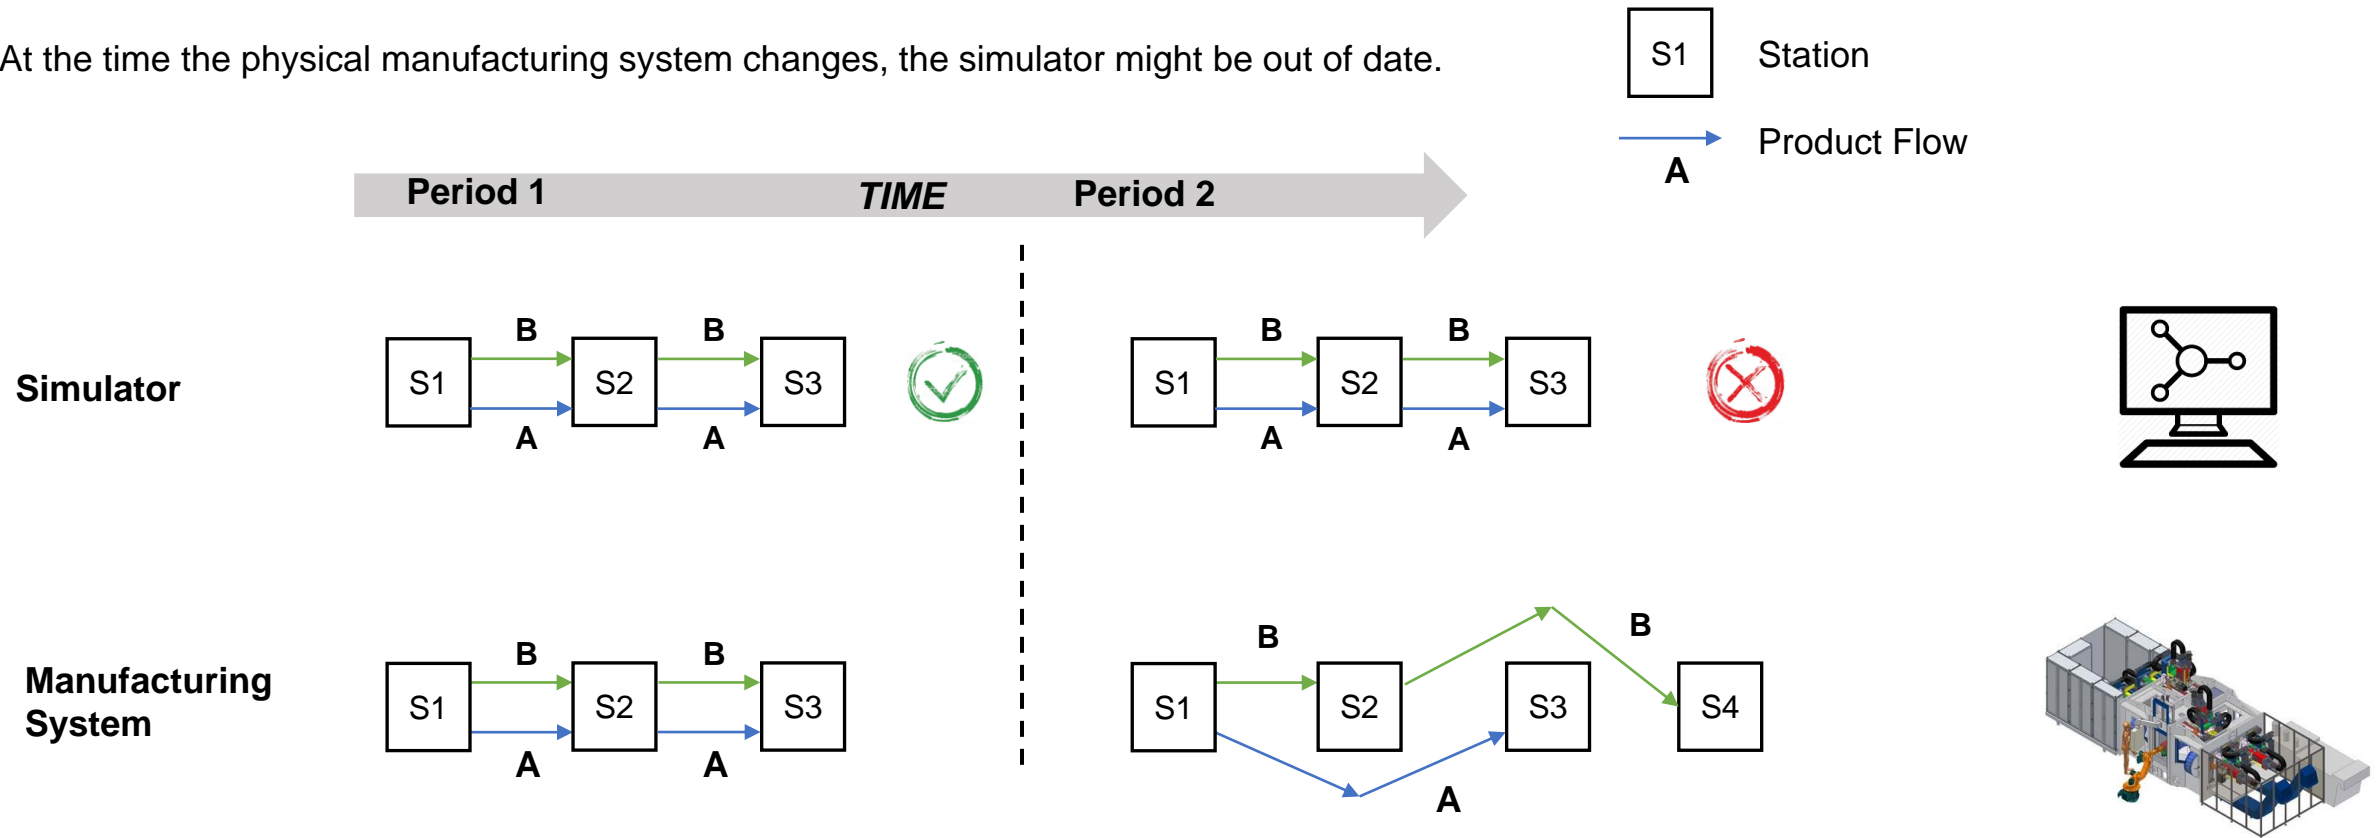 At the time the physical manufacturing system changes, the simulator might be out of date.
S1 Station
A Product Flow
Period 1 TIME Period 2
B B B B
Simulator S1 S2 S3 S1 S2 S3
A A A A
B B B B
Manufacturing
System
S1 S2 S3 S1 S2 S3 S4
A A A